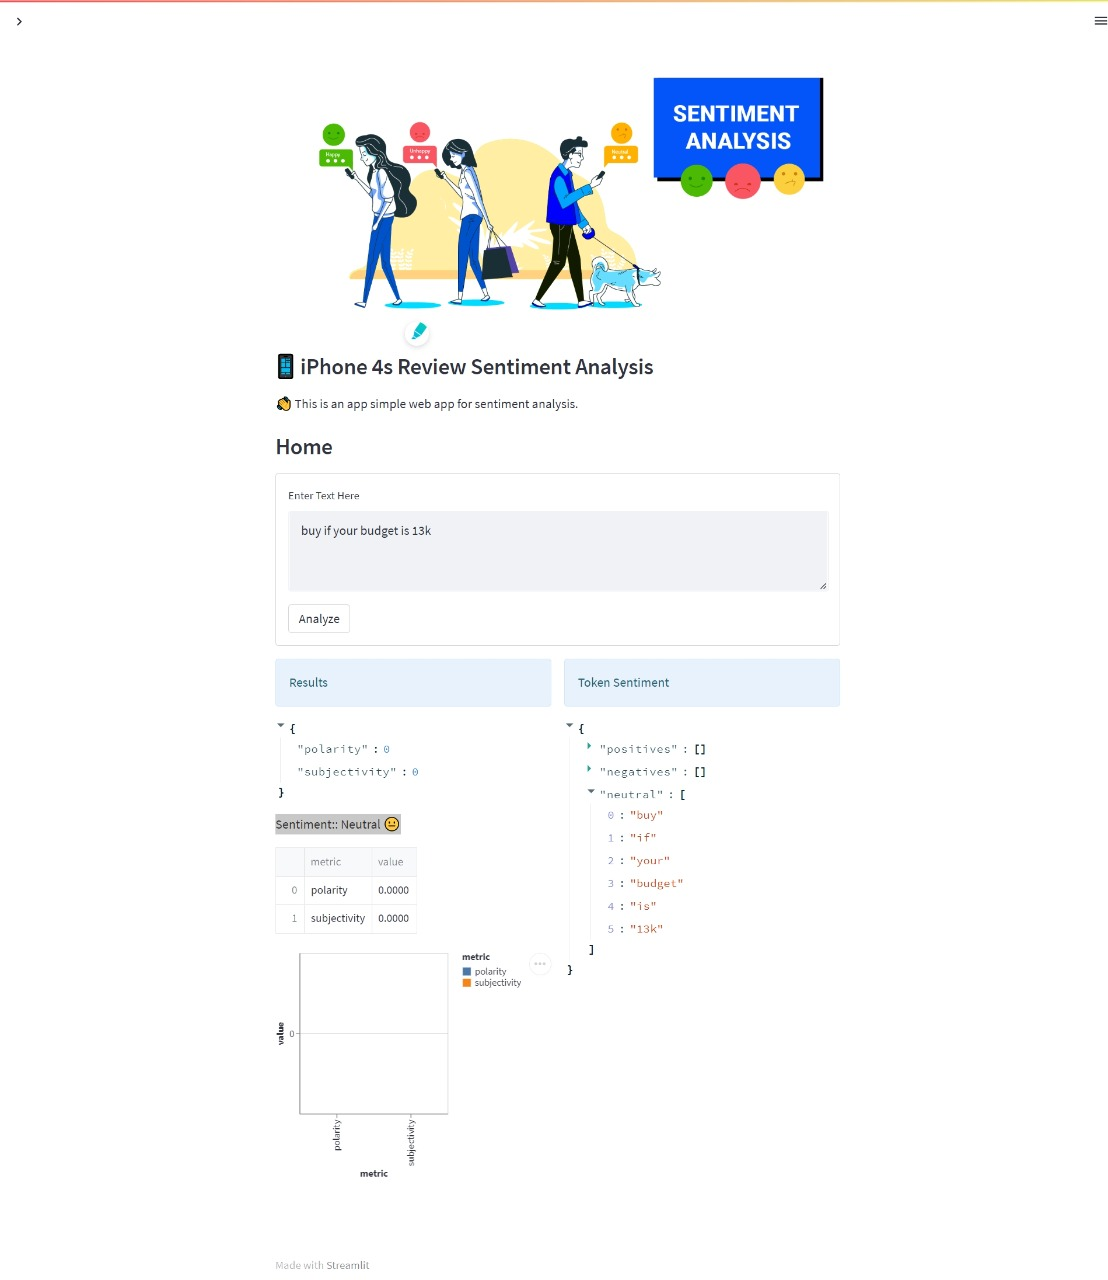 SENTIMENT
ANALYSIS
Happy
Unhappy
Neutral
iPhone 4s Review Sentiment Analysis
This is an app simple web app for sentiment analysis.
Home
Enter Text Here
buy if your budget is 13k
Analyze
Results
{
"polarity" : 0
"subjectivity" : 0
}
Sentiment:: Neutral 😐
metric value
0 polarity 0.0000
1 subjectivity 0.0000
value
0
polarity
subjectivity
metric
metric
polarity
subjectivity
Token Sentiment
{
"positives" : []
"negatives" : []
"neutral" : [
0 : "buy"
1 : "if"
2 : "your"
3 : "budget"
4 : "is"
5 : "13k"
]
}
Made with Streamlit